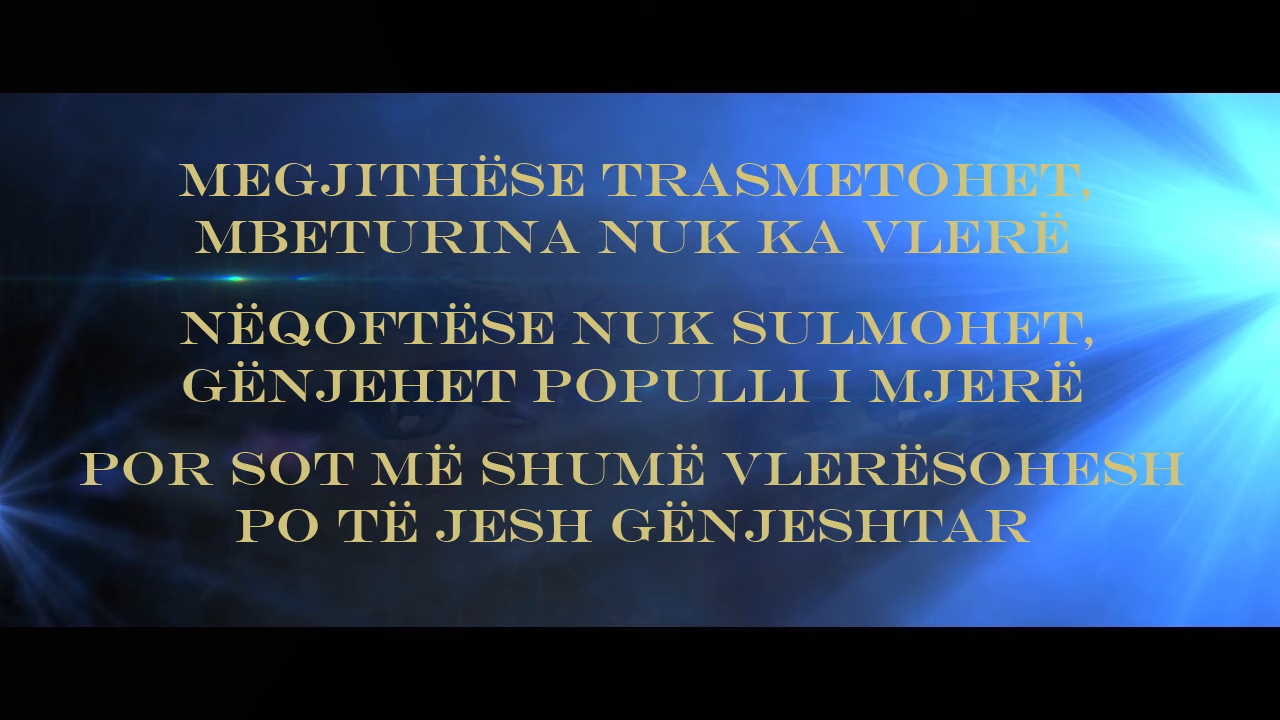 MEGJITHËSE TRASMETOHET,
MBETURINA NUK KA VLERË
NËQOFTËSE NUK SULMOHET,
GËNJEHET POPULLI I MJERË
POR SOT MË SHUMË VLERËSOHESH
PO TË JESH GËNJESHTAR